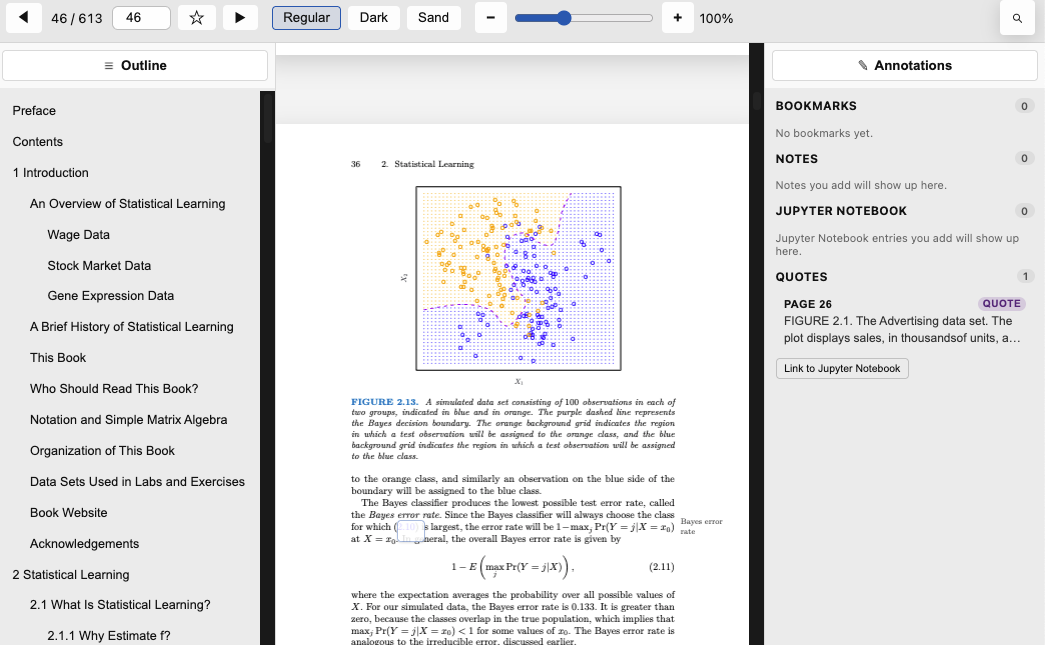 46 / 613
46
Regular
Dark
Sand
100%
Outline
Preface
Contents
1 Introduction
An Overview of Statistical Learning
Wage Data
Stock Market Data
Gene Expression Data
A Brief History of Statistical Learning
This Book
Who Should Read This Book?
Notation and Simple Matrix Algebra
Organization of This Book
Data Sets Used in Labs and Exercises
Book Website
Acknowledgements
2 Statistical Learning
2.1 What Is Statistical Learning?
2.1.1 Why Estimate f?
36 2. Statistical Learning
X₂
X₁
FIGURE 2.13. A simulated data set consisting of 100 observations in each of
two groups, indicated in blue and in orange. The purple dashed line represents
the Bayes decision boundary. The orange background grid indicates the region
in which a test observation will be assigned to the orange class, and the blue
background grid indicates the region in which a test observation will be assigned
to the blue class.
to the orange class, and similarly an observation on the blue side of the
boundary will be assigned to the blue class.
The Bayes classifier produces the lowest possible test error rate, called
the Bayes error rate. Since the Bayes classifier will always choose the class
for which (2.10) is largest, the error rate will be 1−maxⱼ Pr(Y = j|X = x₀)
at X = x₀. In general, the overall Bayes error rate is given by
Bayes error
rate
1 − E (maxⱼ Pr(Y = j|X)), (2.11)
where the expectation averages the probability over all possible values of
X. For our simulated data, the Bayes error rate is 0.133. It is greater than
zero, because the classes overlap in the true population, which implies that
maxⱼ Pr(Y = j|X = x₀) < 1 for some values of x₀. The Bayes error rate is
analogous to the irreducible error, discussed earlier.
Annotations
BOOKMARKS 0
No bookmarks yet.
NOTES 0
Notes you add will show up here.
JUPYTER NOTEBOOK 0
Jupyter Notebook entries you add will show up
here.
QUOTES 1
PAGE 26 QUOTE
FIGURE 2.1. The Advertising data set. The
plot displays sales, in thousandsof units, a...
Link to Jupyter Notebook